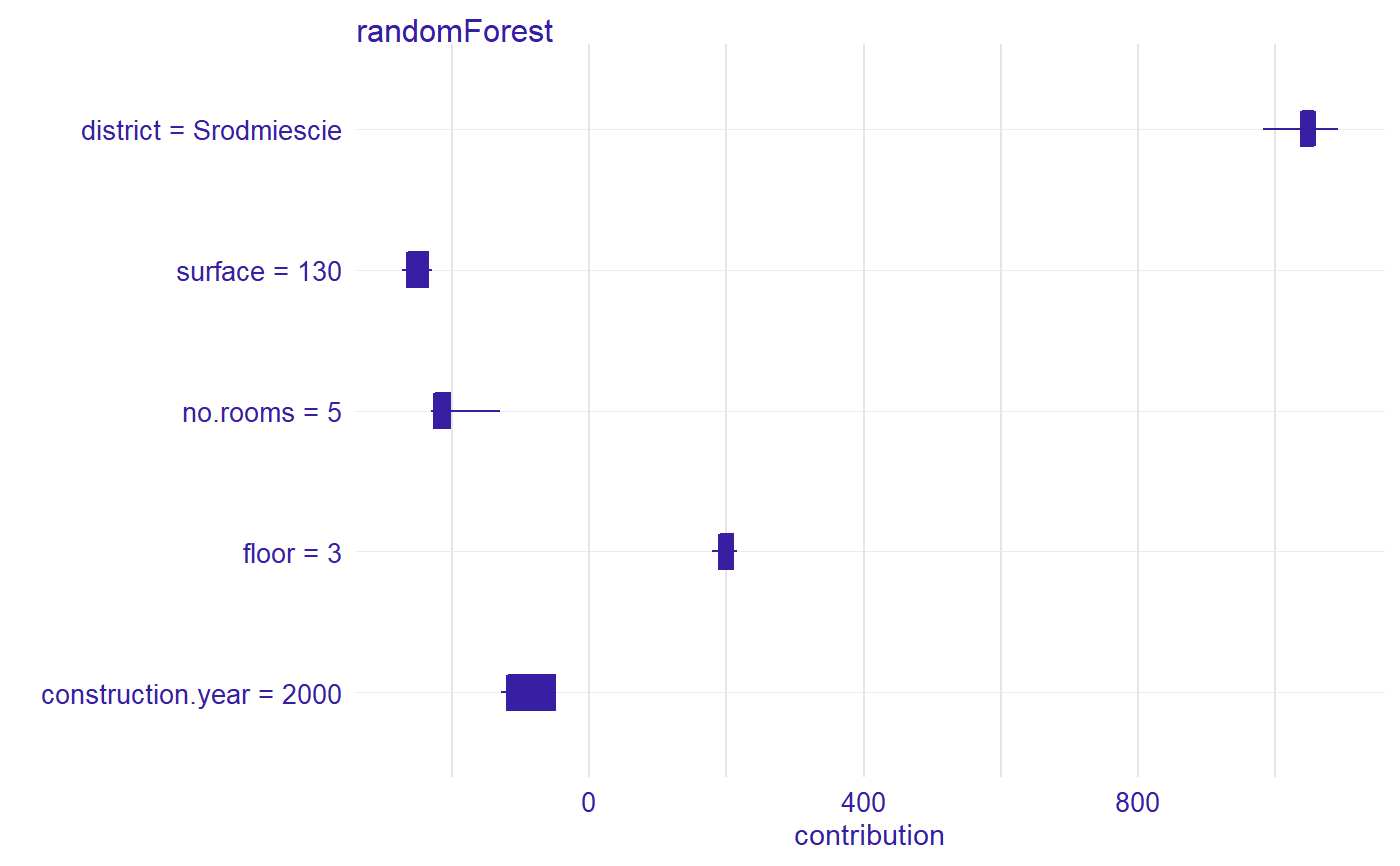 randomForest
district = Srodmiescie
surface = 130
no.rooms = 5
floor = 3
construction.year = 2000
0 400 800
contribution